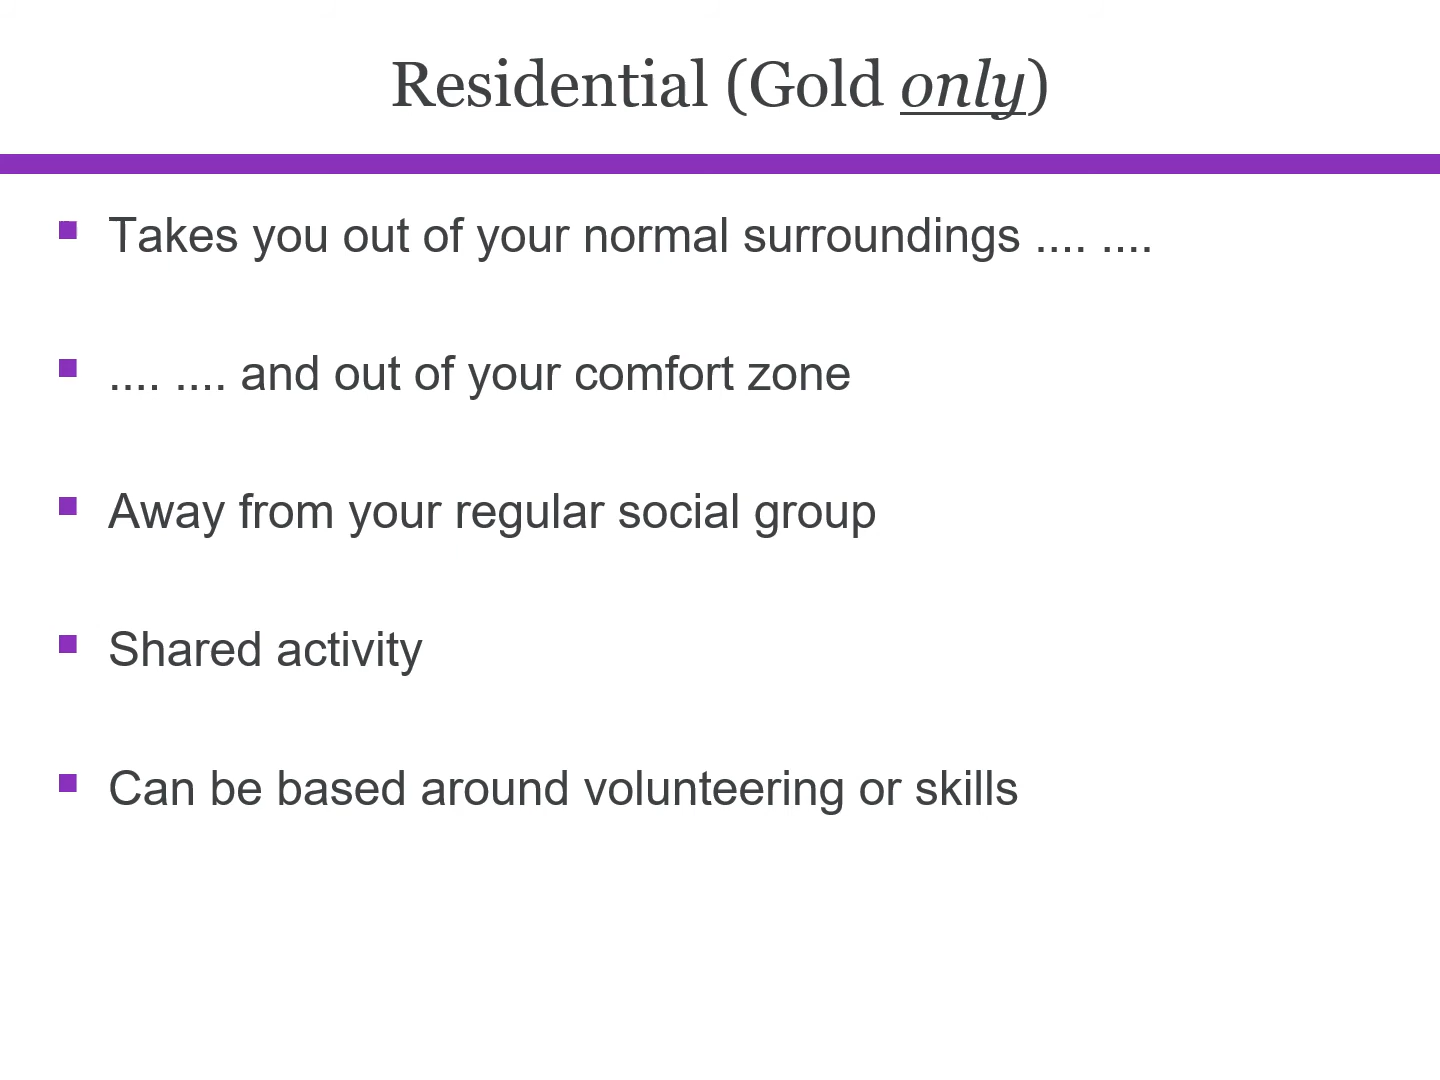 Residential (Gold only)
Takes you out of your normal surroundings .... ....
.... .... and out of your comfort zone
Away from your regular social group
Shared activity
Can be based around volunteering or skills